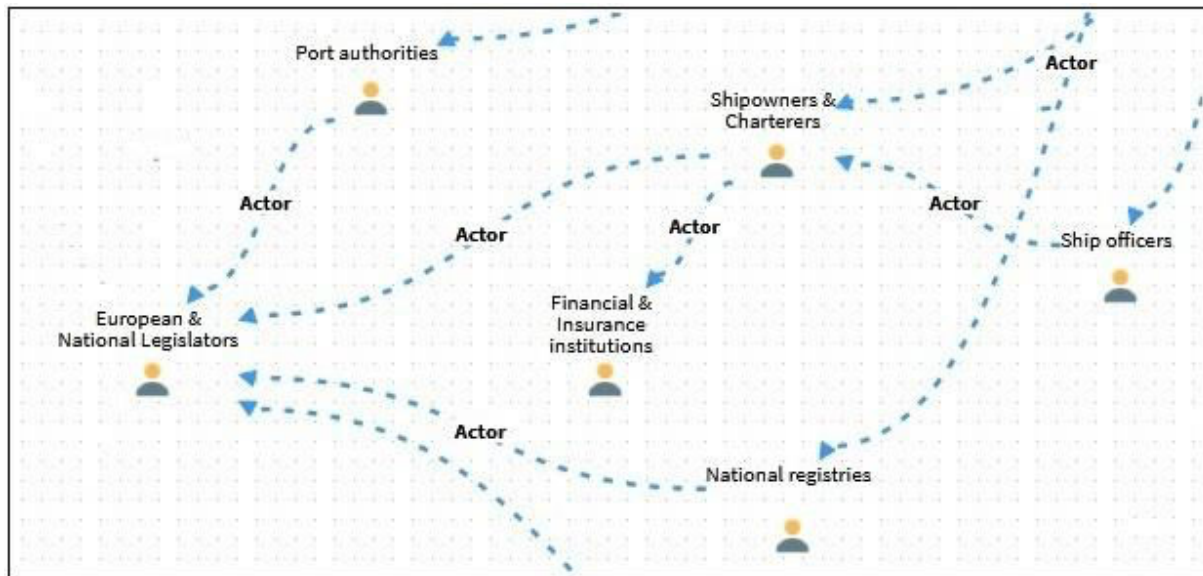 Port authorities
Actor
Shipowners &
Charterers
Actor
Actor
Actor
Actor
Ship officers
European &
National Legislators
Financial &
Insurance
institutions
Actor
National registries